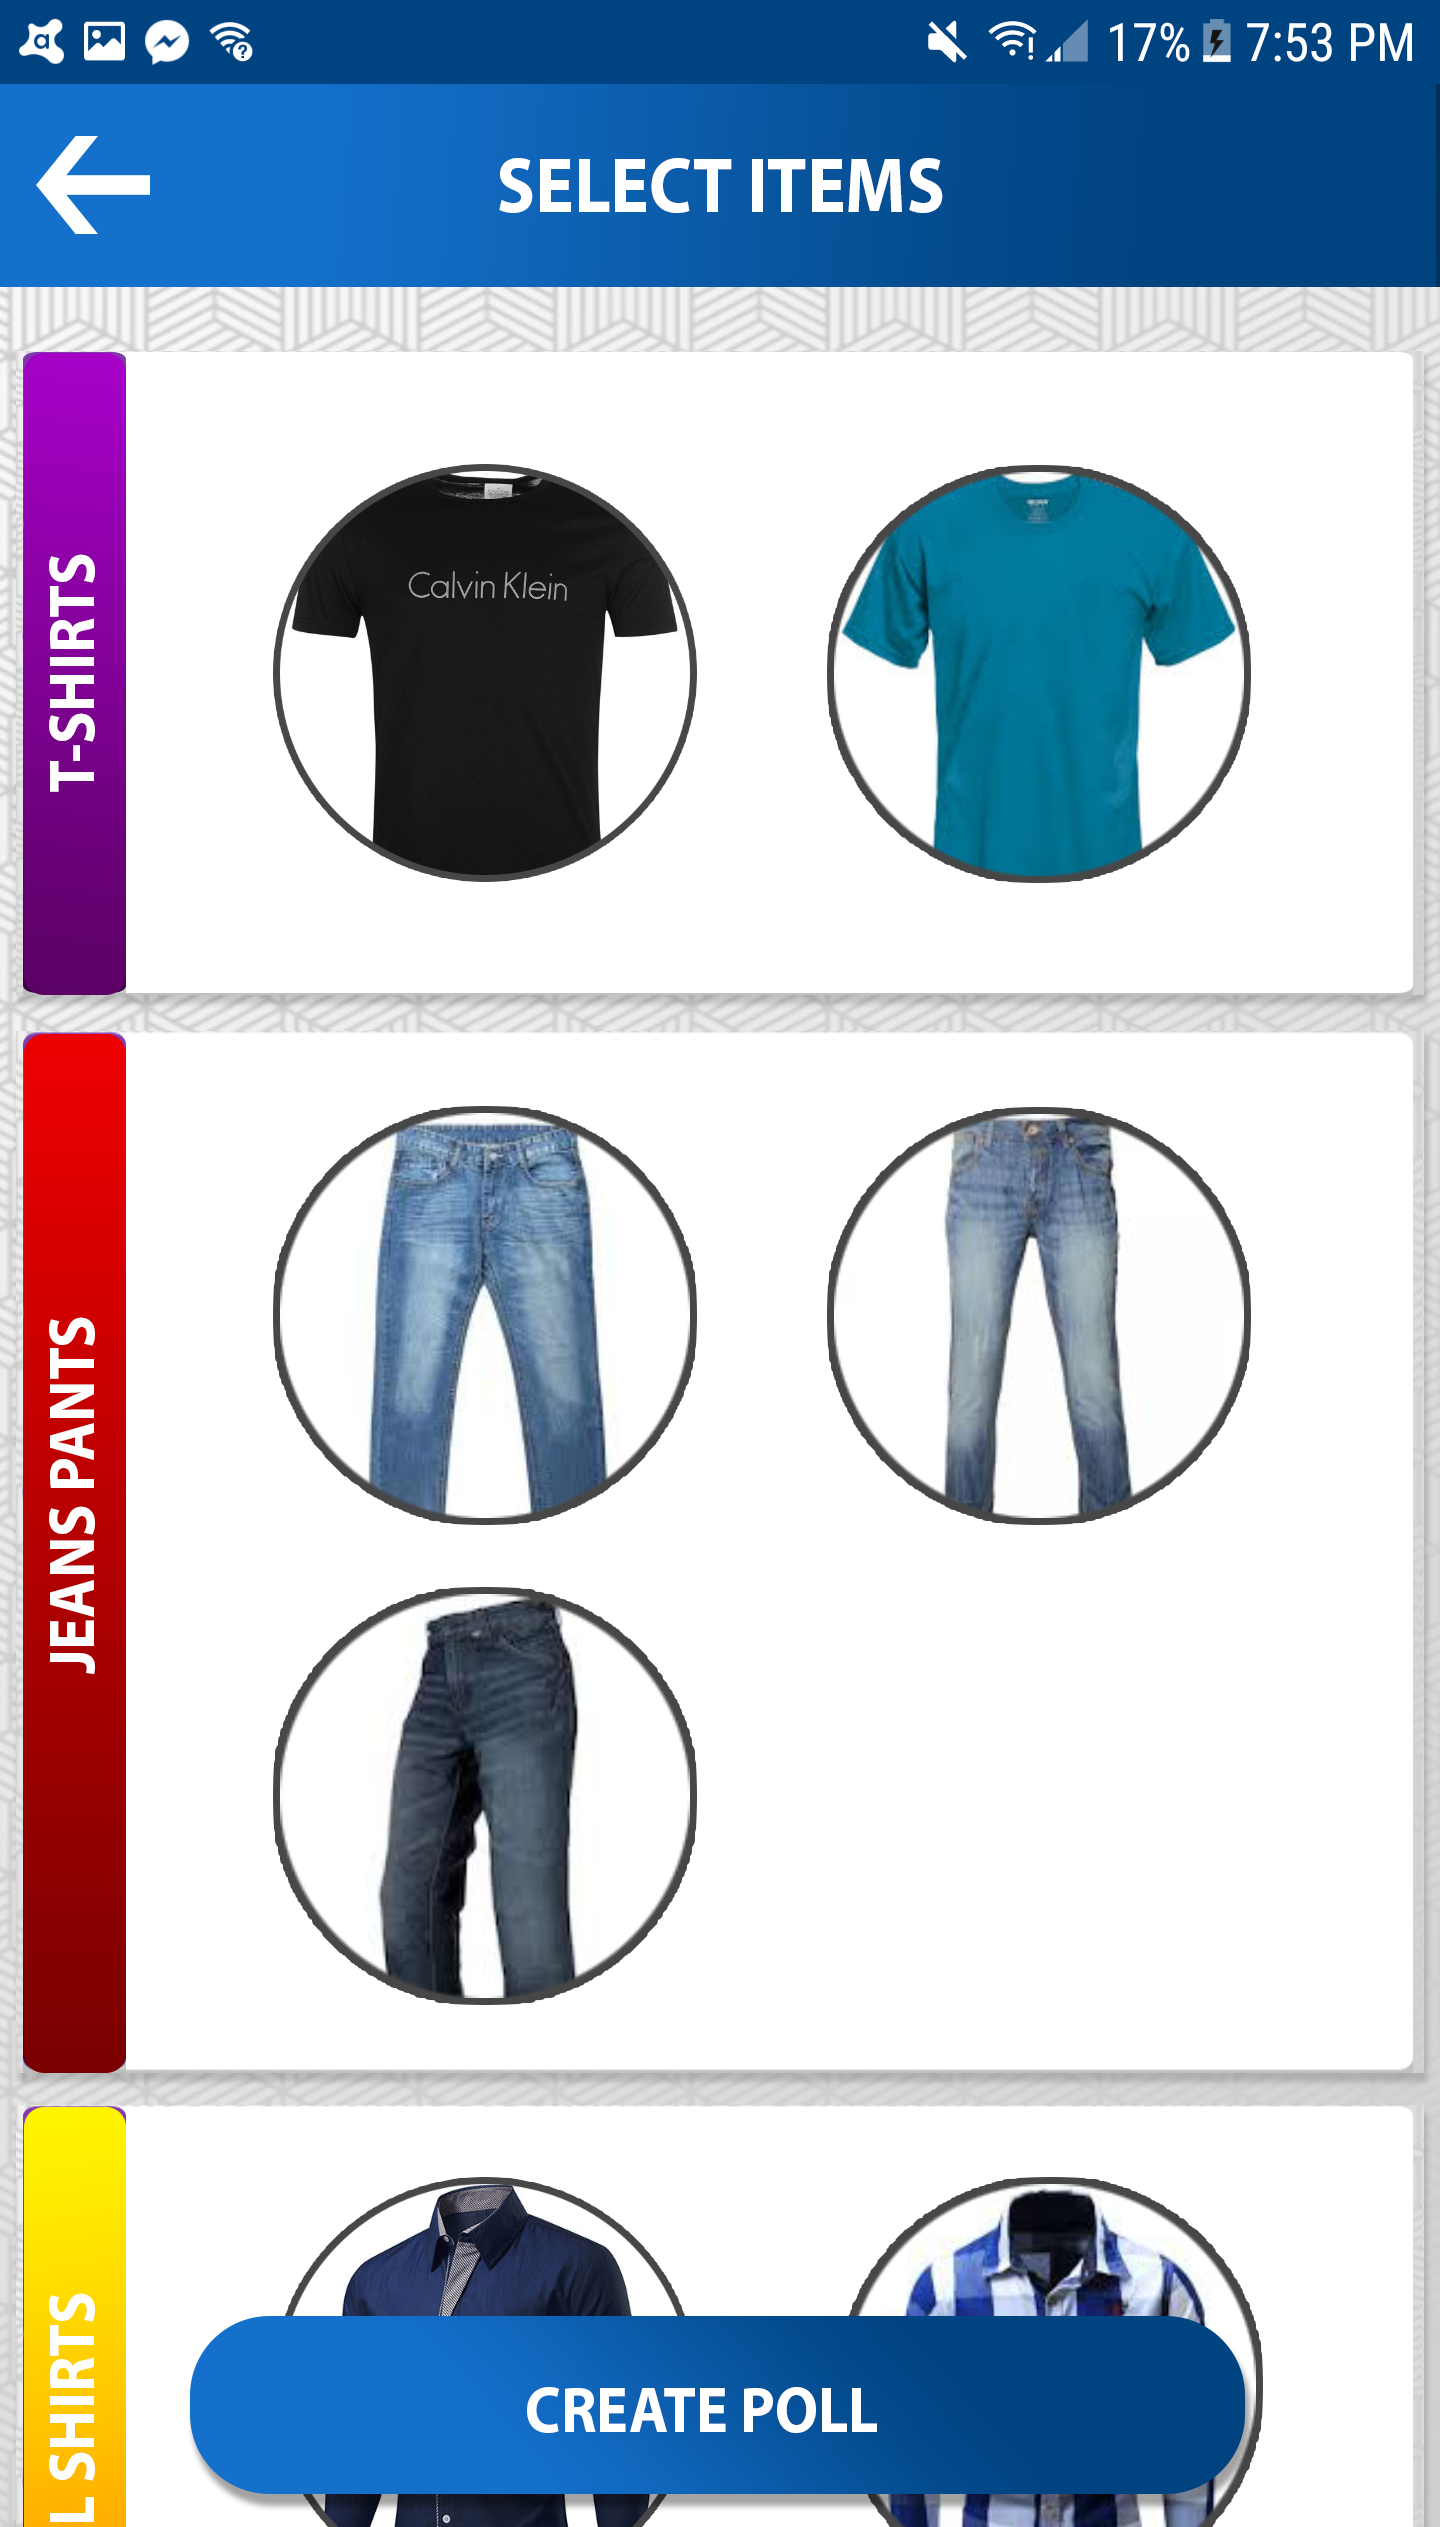 17% 7:53 PM
SELECT ITEMS
T-SHIRTS
Calvin Klein
JEANS PANTS
L SHIRTS
CREATE POLL